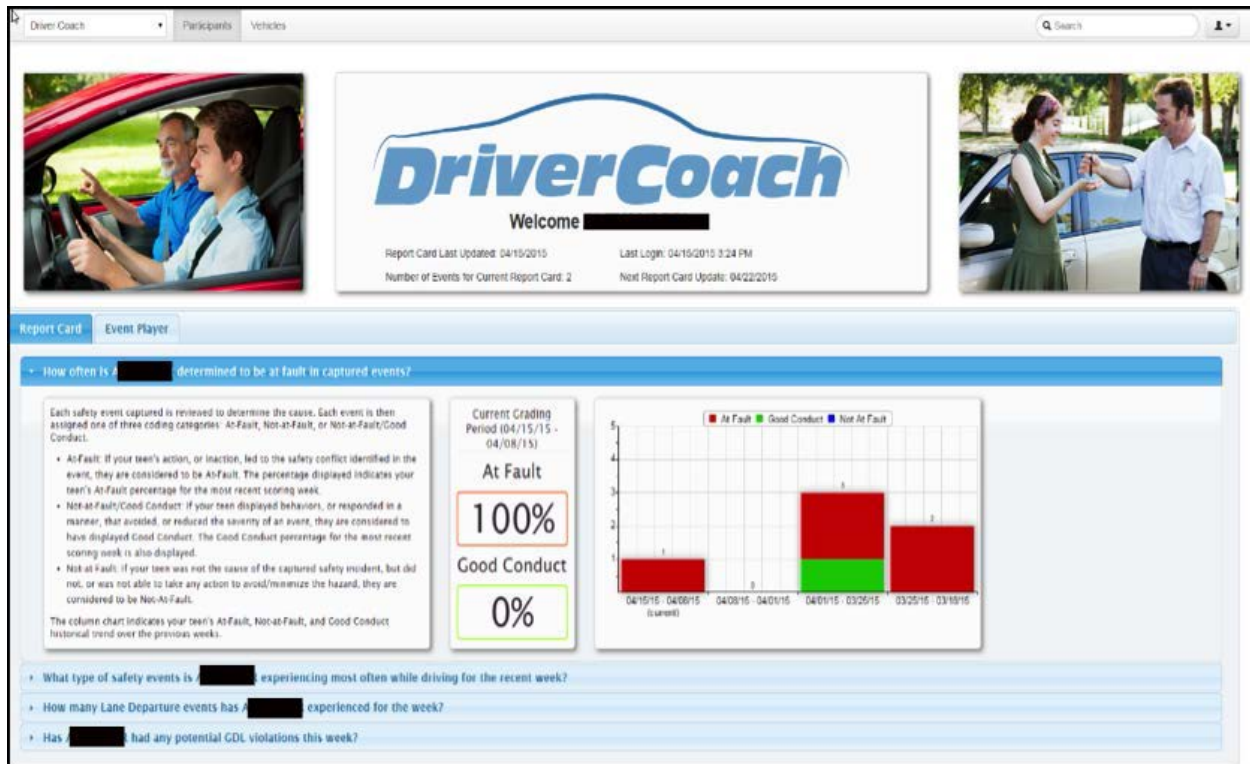 Driver Coach
Participants
Vehicles
Search
DriverCoach
Welcome
Report Card Last Updated: 04/15/2015
Last Login: 04/15/2015 3:24 PM
Number of Events for Current Report Card: 2
Next Report Card Update: 04/22/2015
Report Card
Event Player
How often is A determined to be at fault in captured events?
Each safety event captured is reviewed to determine the cause. Each event is then
assigned one of three coding categories: At-Fault, Not-at-Fault, or Not-at-Fault/Good
Conduct.
• At-Fault: If your teen's action, or inaction, led to the safety conflict identified in the
event, they are considered to be At-Fault. The percentage displayed indicates your
teen's At-Fault percentage for the most recent scoring week.
• Not-at-Fault/Good Conduct: If your teen displayed behaviors, or responded in a
manner, that avoided, or reduced the severity of an event, they are considered to
have displayed Good Conduct. The Good Conduct percentage for the most recent
scoring week is also displayed.
• Not-at-Fault: If your teen was not the cause of the captured safety incident, but did
not, or was not able to take any action to avoid/minimize the hazard, they are
considered to be Not-At-Fault.
The column chart indicates your teen's At-Fault, Not-at-Fault, and Good Conduct
historical trend over the previous weeks.
Current Grading
Period (04/15/15 -
04/08/15)
At Fault
100%
Good Conduct
0%
At Fault
Good Conduct
Not At Fault
5
4
3
2
1
1
0
3
2
04/15/15 - 04/08/15
(current)
04/08/15 - 04/01/15
04/01/15 - 03/25/15
03/25/15 - 03/18/15
What type of safety events is A experiencing most often while driving for the recent week?
How many Lane Departure events has A experienced for the week?
Has A had any potential GDL violations this week?